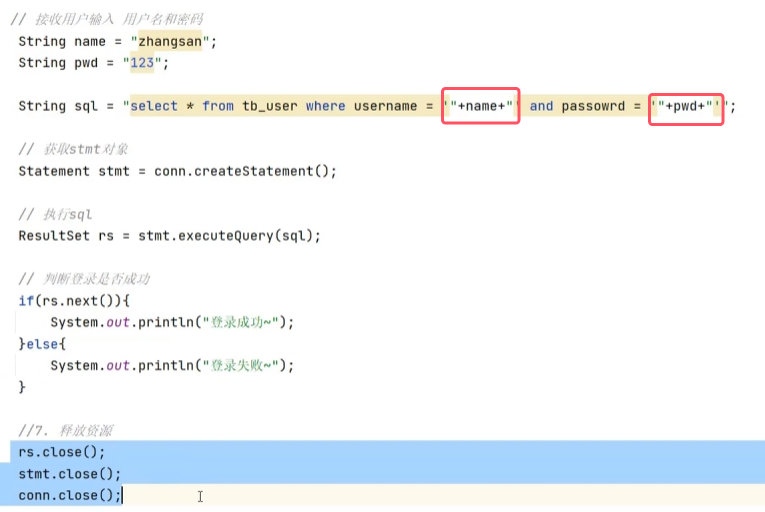 // 接收用户输入 用户名和密码
String name = "zhangsan";
String pwd = "123";
String sql = "select * from tb_user where username = '"+name+"' and passowrd = '"+pwd+"'";
// 获取stmt对象
Statement stmt = conn.createStatement();
// 执行sql
ResultSet rs = stmt.executeQuery(sql);
// 判断登录是否成功
if(rs.next()){
System.out.println("登录成功~");
}else{
System.out.println("登录失败~");
}
//7. 释放资源
rs.close();
stmt.close();
conn.close();